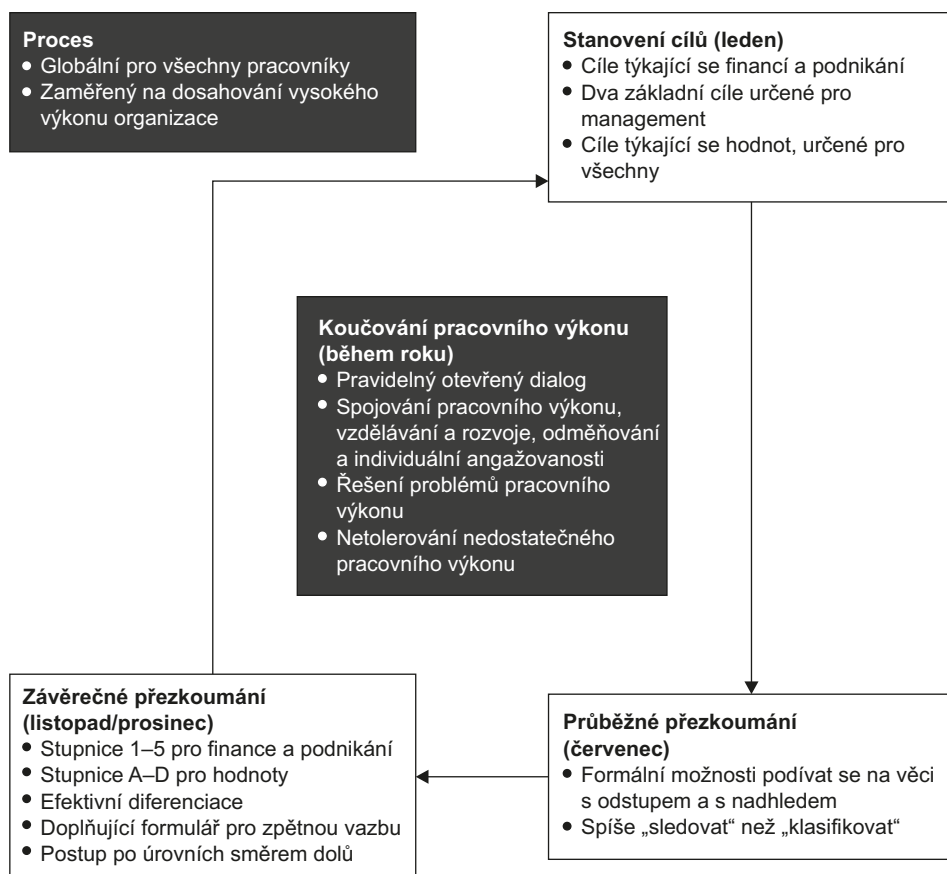 Proces
• Globální pro všechny pracovníky
• Zaměřený na dosahování vysokého
výkonu organizace
Stanovení cílů (leden)
• Cíle týkající se financí a podnikání
• Dva základní cíle určené pro
management
• Cíle týkající se hodnot, určené pro
všechny
Koučování pracovního výkonu
(během roku)
• Pravidelný otevřený dialog
• Spojování pracovního výkonu,
vzdělávání a rozvoje, odměňování
a individuální angažovanosti
• Řešení problémů pracovního
výkonu
• Netolerování nedostatečného
pracovního výkonu
Závěrečné přezkoumání
(listopad/prosinec)
• Stupnice 1–5 pro finance a podnikání
• Stupnice A–D pro hodnoty
• Efektivní diferenciace
• Doplňující formulář pro zpětnou vazbu
• Postup po úrovních směrem dolů
Průběžné přezkoumání
(červenec)
• Formální možnosti podívat se na věci
s odstupem a s nadhledem
• Spíše „sledovat“ než „klasifikovat“